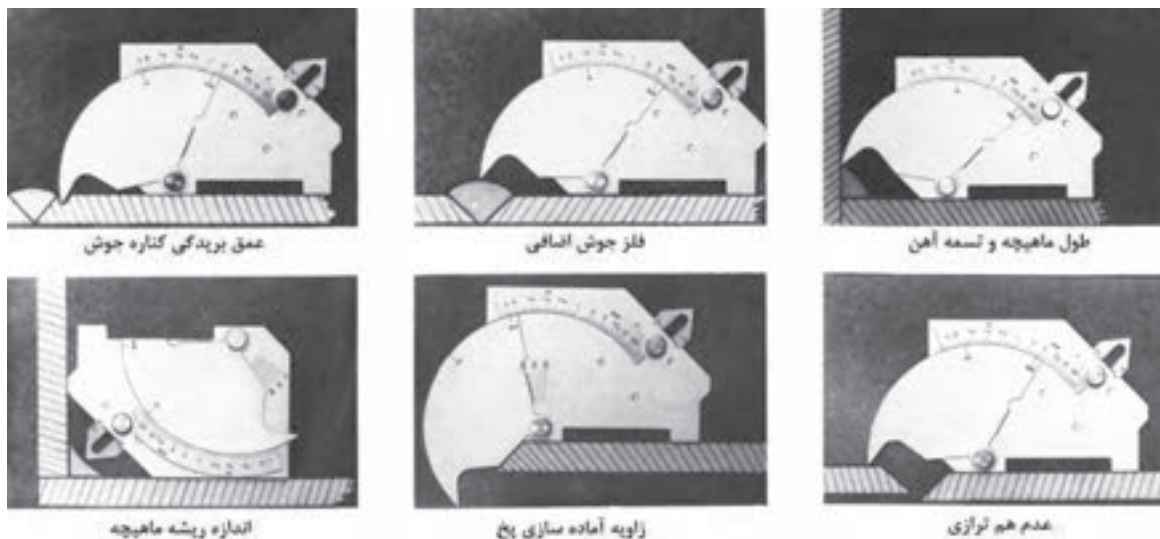 طول ماهیچه و تسمه آهن
فلز جوش اضافی
عمق بریدگی کناره جوش
عدم هم ترازی
زاویه آماده سازی پخ
اندازه ریشه ماهیچه